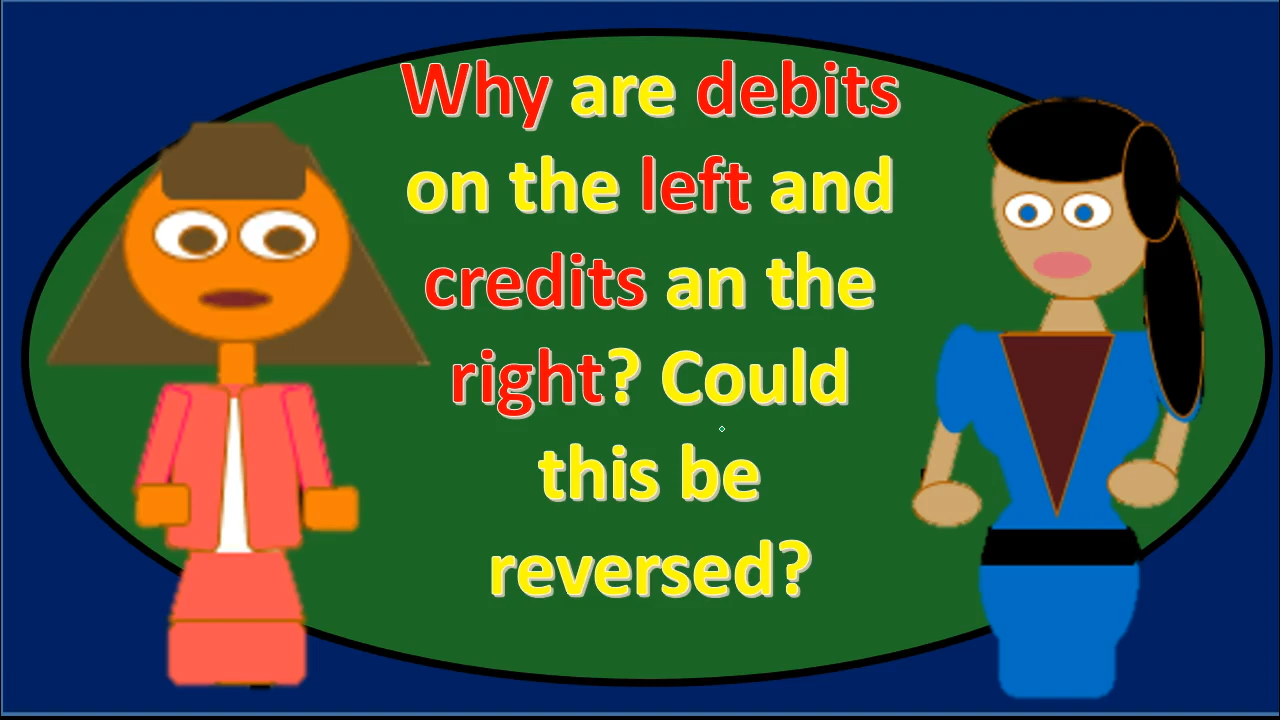 Why are debits
on the left and
credits an the
right? Could
this be
reversed?